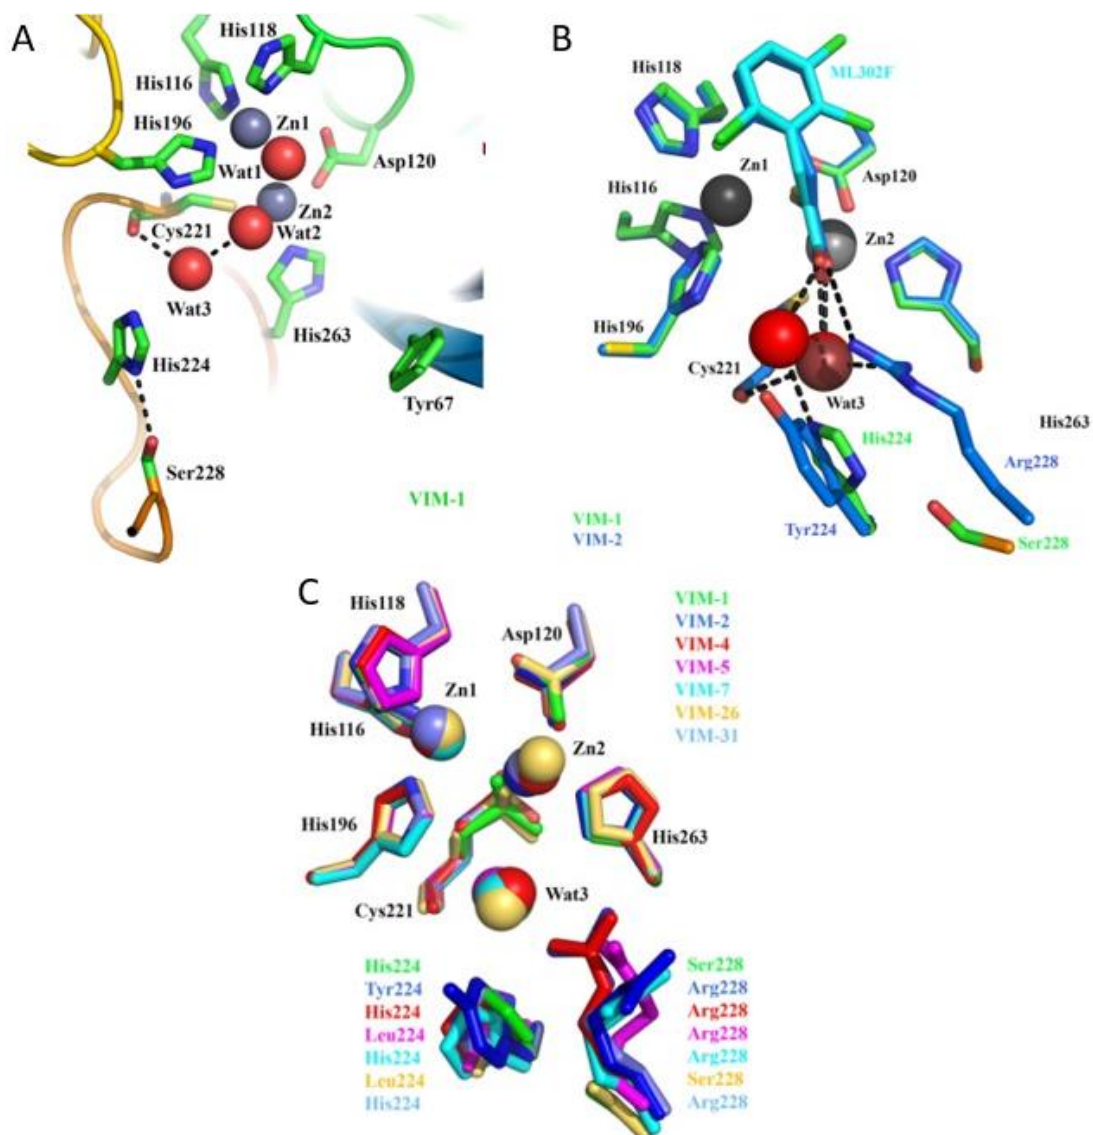 A
His118
His116
His196
Zn1
Wat1
Asp120
Cys221
Zn2
Wat2
Wat3
His263
His224
Tyr67
Ser228
VIM-1
B
His118
ML302F
Zn1
Asp120
His116
Zn2
His196
Cys221
Wat3
His263
His224
Arg228
Tyr224
Ser228
VIM-1
VIM-2
C
His118
Asp120
Zn1
His116
Zn2
His196
His263
Cys221
Wat3
VIM-1
VIM-2
VIM-4
VIM-5
VIM-7
VIM-26
VIM-31
His224
Tyr224
His224
Leu224
His224
Leu224
His224
Ser228
Arg228
Arg228
Arg228
Arg228
Ser228
Arg228